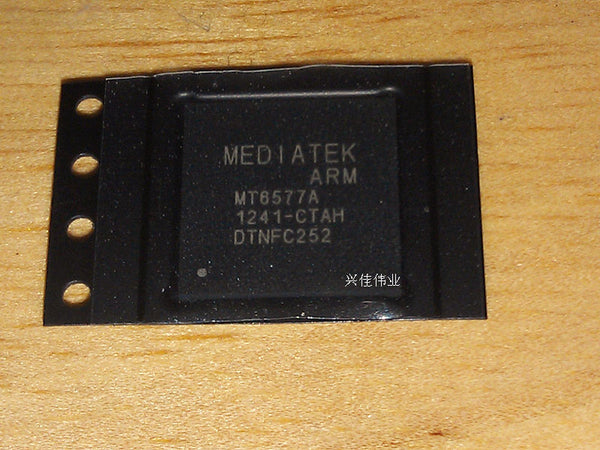 MEDIATEK
ARM
MT6577A
1241-CTAH
DTNFC252
兴佳伟业